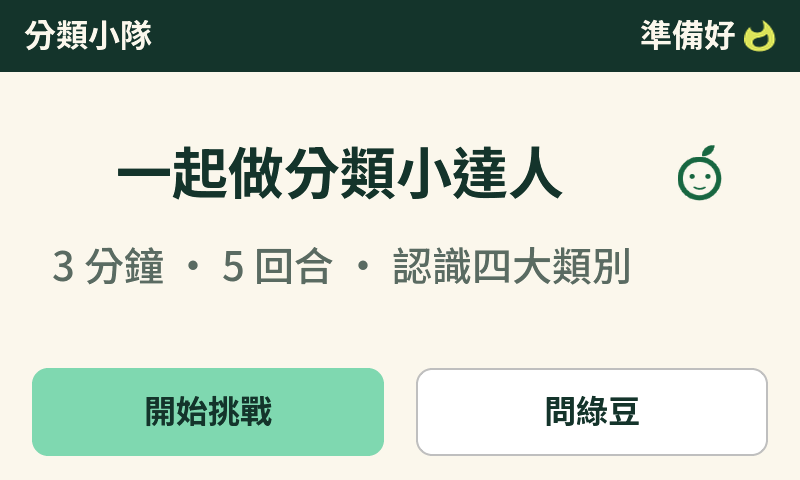 分類小隊
準備好
一起做分類小達人
3 分鐘 ・ 5 回合 ・ 認識四大類別
開始挑戰
問綠豆